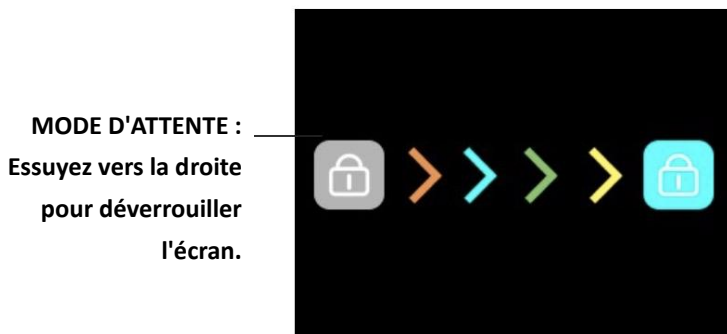 MODE D'ATTENTE :
Essuyez vers la droite
pour déverrouiller
l'écran.